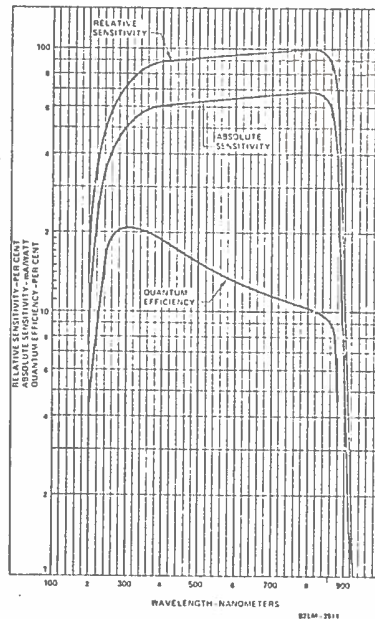 RELATIVE
SENSITIVITY
ABSOLUTE
SENSITIVITY
QUANTUM
EFFICIENCY
RELATIVE SENSITIVITY-PER CENT
ABSOLUTE SENSITIVITY-MA/WATT
QUANTUM EFFICIENCY-PER CENT
100
8
6
4
2
10
8
6
4
2
1
100 2 300 4 500 6 700 8 900
WAVELENGTH-NANOMETERS